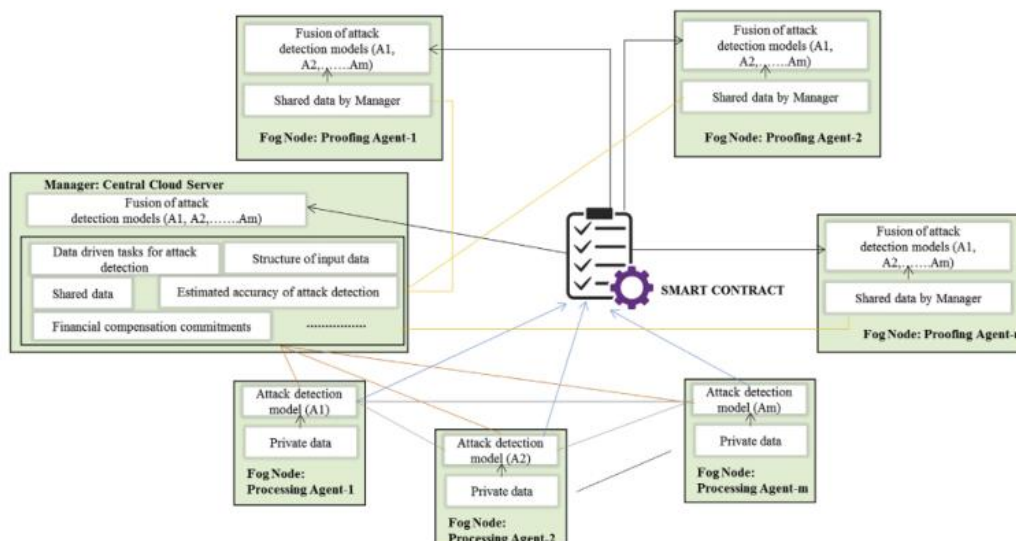 Fusion of attack
detection models (A1,
A2,.......Am)
Shared data by Manager
Fog Node: Proofing Agent-1
Fusion of attack
detection models (A1,
A2,.......Am)
Shared data by Manager
Fog Node: Proofing Agent-2
Manager: Central Cloud Server
Fusion of attack
detection models (A1, A2,.......Am)
Data driven tasks for attack
detection
Structure of input data
Shared data
Estimated accuracy of attack detection
Financial compensation commitments
---------------
SMART CONTRACT
Fusion of attack
detection models (A1,
A2,.......Am)
Shared data by Manager
Fog Node: Proofing Agent-n
Attack detection
model (A1)
Private data
Fog Node:
Processing Agent-1
Attack detection
model (A2)
Private data
Fog Node:
Processing Agent-2
Attack detection
model (Am)
Private data
Fog Node:
Processing Agent-m